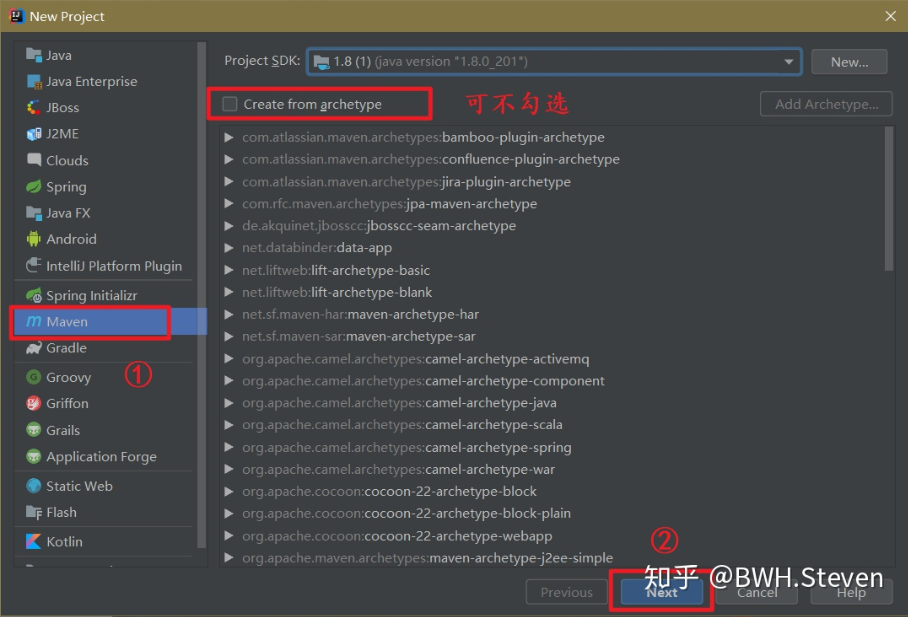 New Project
Java
Java Enterprise
JBoss
J2ME
Clouds
Spring
Java FX
Android
IntelliJ Platform Plugin
Spring Initializr
Maven
Gradle
①
Groovy
Griffon
Grails
Application Forge
Static Web
Flash
Kotlin
Project SDK: 1.8 (1) (java version "1.8.0_201") New...
Create from archetype 可不勾选 Add Archetype...
com.atlassian.maven.archetypes:bamboo-plugin-archetype
com.atlassian.maven.archetypes:confluence-plugin-archetype
com.atlassian.maven.archetypes:jira-plugin-archetype
com.rfc.maven.archetypes:jpa-maven-archetype
de.akquinet.jbosscc:jbosscc-seam-archetype
net.databinder:data-app
net.liftweb:lift-archetype-basic
net.liftweb:lift-archetype-blank
net.sf.maven-har:maven-archetype-har
net.sf.maven-sar:maven-archetype-sar
org.apache.camel.archetypes:camel-archetype-activemq
org.apache.camel.archetypes:camel-archetype-component
org.apache.camel.archetypes:camel-archetype-java
org.apache.camel.archetypes:camel-archetype-scala
org.apache.camel.archetypes:camel-archetype-spring
org.apache.camel.archetypes:camel-archetype-war
org.apache.cocoon:cocoon-22-archetype-block
org.apache.cocoon:cocoon-22-archetype-block-plain
org.apache.cocoon:cocoon-22-archetype-webapp
org.apache.maven.archetypes:maven-archetype-j2ee-simple
②
知乎 @BWH.Steven
Previous Next Cancel Help